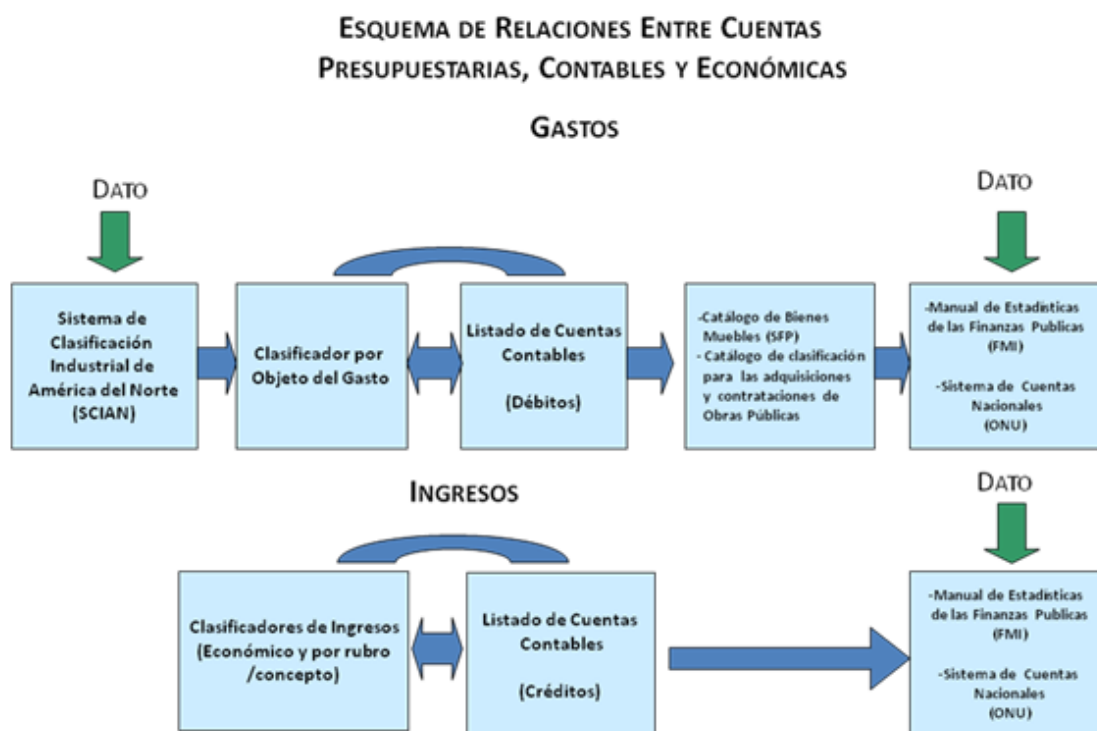 ESQUEMA DE RELACIONES ENTRE CUENTAS
PRESUPUESTARIAS, CONTABLES Y ECONÓMICAS
GASTOS
DATO
DATO
Sistema de
Clasificación
Industrial de
América del Norte
(SCIAN)
Clasificador por
Objeto del Gasto
Listado de Cuentas
Contables
(Débitos)
-Catálogo de Bienes
Muebles (SFP)
- Catálogo de clasificación
para las adquisiciones
y contrataciones de
Obras Públicas
-Manual de Estadísticas
de las Finanzas Publicas
(FMI)
-Sistema de Cuentas
Nacionales
(ONU)
INGRESOS
DATO
Clasificadores de Ingresos
(Económico y por rubro
/concepto)
Listado de Cuentas
Contables
(Créditos)
-Manual de Estadísticas
de las Finanzas Publicas
(FMI)
-Sistema de Cuentas
Nacionales
(ONU)